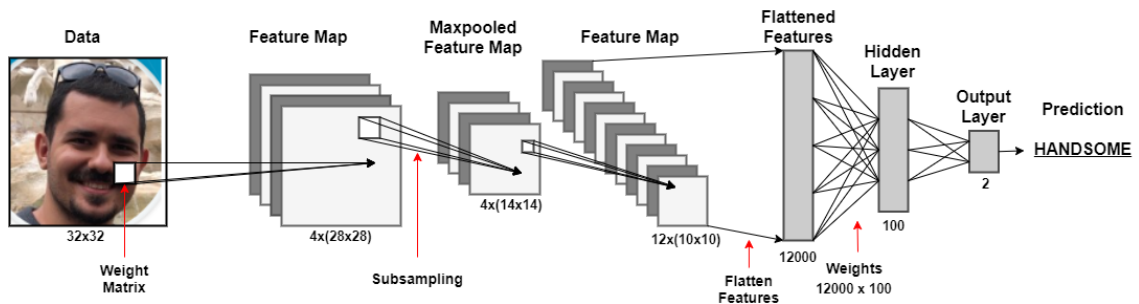 Data
Feature Map
Maxpooled
Feature Map
Feature Map
Flattened
Features
Hidden
Layer
Output
Layer
Prediction
HANDSOME
32x32
4x(28x28)
4x(14x14)
12x(10x10)
12000
100
2
Weight
Matrix
Subsampling
Flatten
Features
Weights
12000 x 100